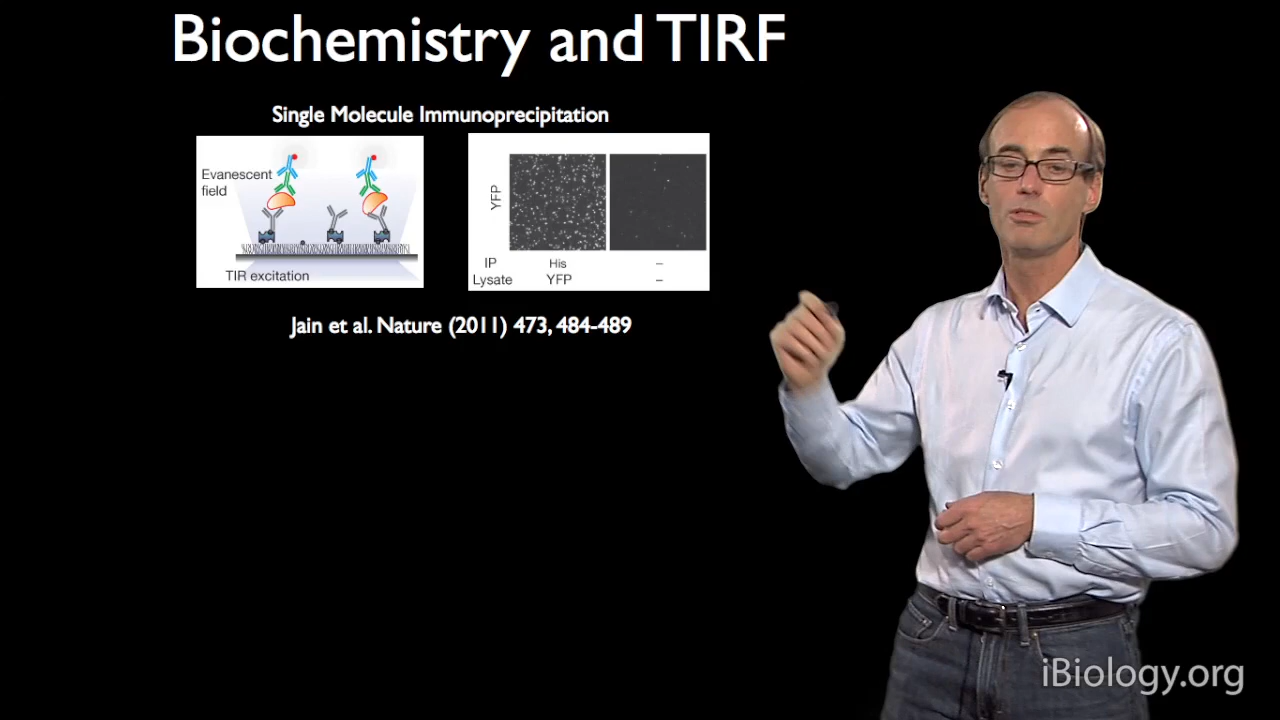 Biochemistry and TIRF
Single Molecule Immunoprecipitation
Evanescent
field
TIR excitation
YFP
IP His –
Lysate YFP –
Jain et al. Nature (2011) 473, 484-489
iBiology.org